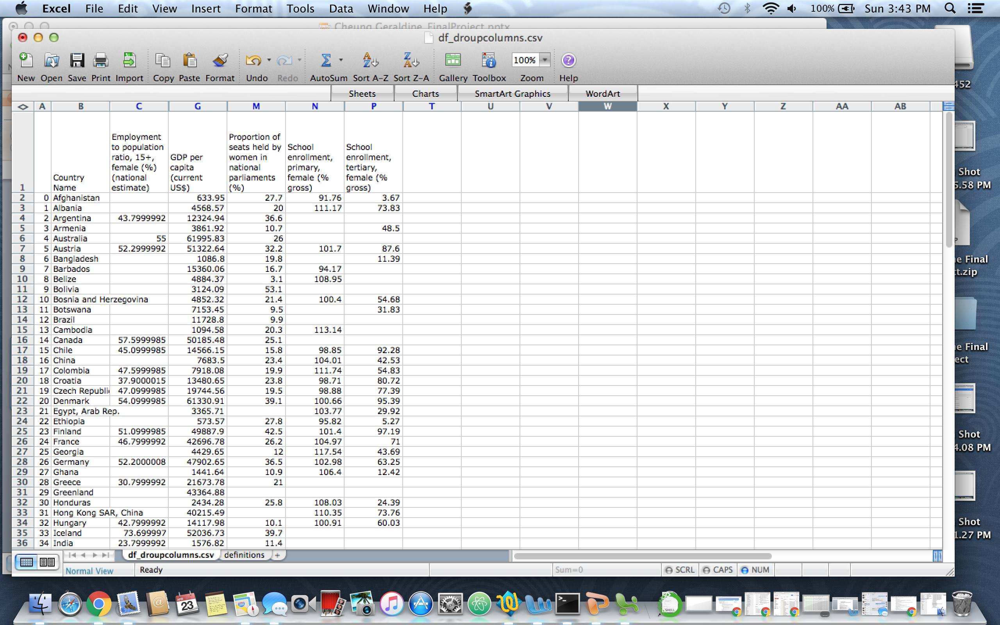 Excel File Edit View Insert Format Tools Data Window Help 100% Sun 3:43 PM
Cheung Geraldine_FinalProject.pptx
df_droupcolumns.csv
100%
New Open Save Print Import Copy Paste Format Undo Redo AutoSum Sort A-Z Sort Z-A Gallery Toolbox Zoom Help
Sheets Charts SmartArt Graphics WordArt
A B C G M N P T U V W X Y Z AA AB
1 Country Name Employment to population ratio, 15+, female (%) (national estimate) GDP per capita (current US$) Proportion of seats held by women in national parliaments (%) School enrollment, primary, female (% gross) School enrollment, tertiary, female (% gross)
2 0 Afghanistan 633.95 27.7 91.76 3.67
3 1 Albania 4568.57 20 111.17 73.83
4 2 Argentina 43.7999992 12324.94 36.6
5 3 Armenia 3861.92 10.7 48.5
6 4 Australia 55 61995.83 26
7 5 Austria 52.2999992 51322.64 32.2 101.7 87.6
8 6 Bangladesh 1086.8 19.8 11.39
9 7 Barbados 15360.06 16.7 94.17
10 8 Belize 4884.37 3.1 108.95
11 9 Bolivia 3124.09 53.1
12 10 Bosnia and Herzegovina 4852.32 21.4 100.4 54.68
13 11 Botswana 7153.45 9.5 31.83
14 12 Brazil 11728.8 9.9
15 13 Cambodia 1094.58 20.3 113.14
16 14 Canada 57.5999985 50185.48 25.1
17 15 Chile 45.0999985 14566.15 15.8 98.85 92.28
18 16 China 7683.5 23.4 104.01 42.53
19 17 Colombia 47.5999985 7918.08 19.9 111.74 54.83
20 18 Croatia 37.9000015 13480.65 23.8 98.71 80.72
21 19 Czech Republi 47.0999985 19744.56 19.5 98.88 77.39
22 20 Denmark 54.0999985 61330.91 39.1 100.66 95.39
23 21 Egypt, Arab Rep. 3365.71 103.77 29.92
24 22 Ethiopia 573.57 27.8 95.82 5.27
25 23 Finland 51.0999985 49887.9 42.5 101.4 97.19
26 24 France 46.7999992 42696.78 26.2 104.97 71
27 25 Georgia 4429.65 12 117.54 43.69
28 26 Germany 52.2000008 47902.65 36.5 102.98 63.25
29 27 Ghana 1441.64 10.9 106.4 12.42
30 28 Greece 30.7999992 21673.78 21
31 29 Greenland 43364.88
32 30 Honduras 2434.28 25.8 108.03 24.39
33 31 Hong Kong SAR, China 40215.49 110.35 73.76
34 32 Hungary 42.7999992 14117.98 10.1 100.91 60.03
35 33 Iceland 73.699997 52036.73 39.7
36 34 India 23.7999992 1576.82 11.4
df_droupcolumns.csv definitions +
Normal View Ready Sum=0 SCRL CAPS NUM
452
Shot
5.58 PM
e Final
ct.zip
e Final
ect
Shot
4.08 PM
Shot
1.27 PM
APR
23
280
SHELL